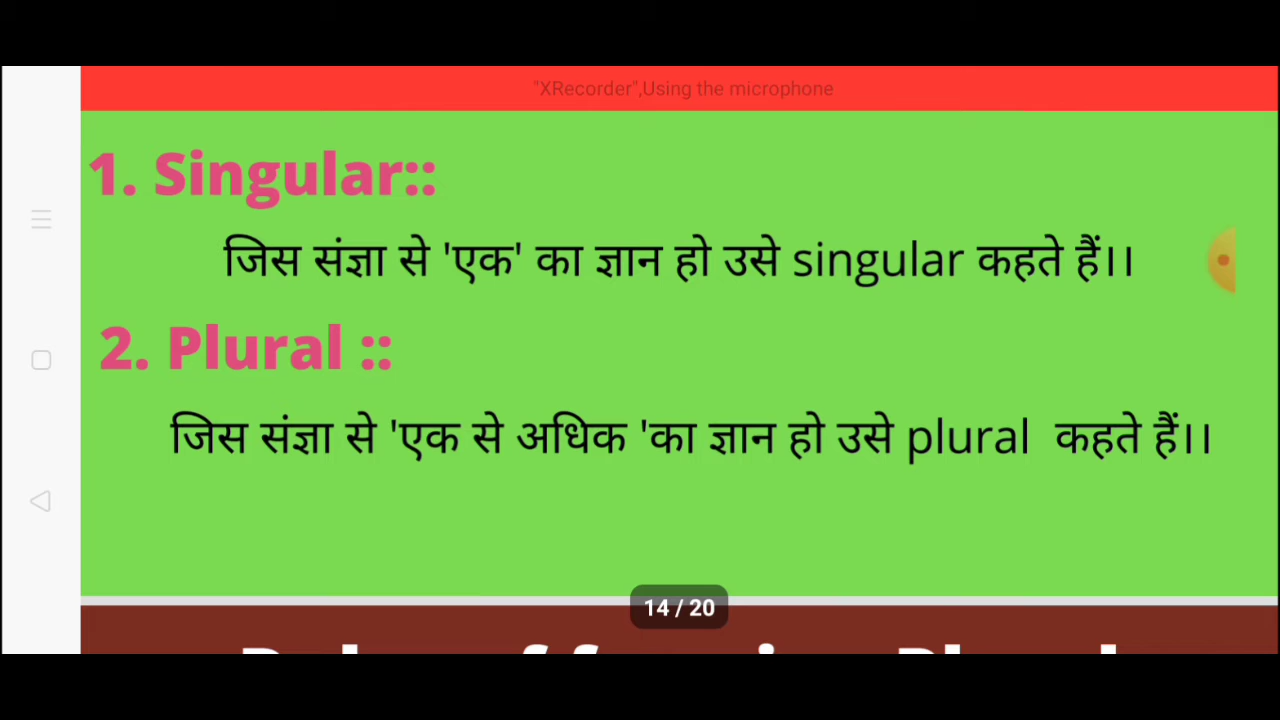 "XRecorder",Using the microphone
1. Singular::
जिस संज्ञा से 'एक' का ज्ञान हो उसे singular कहते हैं।।
2. Plural ::
जिस संज्ञा से 'एक से अधिक 'का ज्ञान हो उसे plural कहते हैं।।
14 / 20